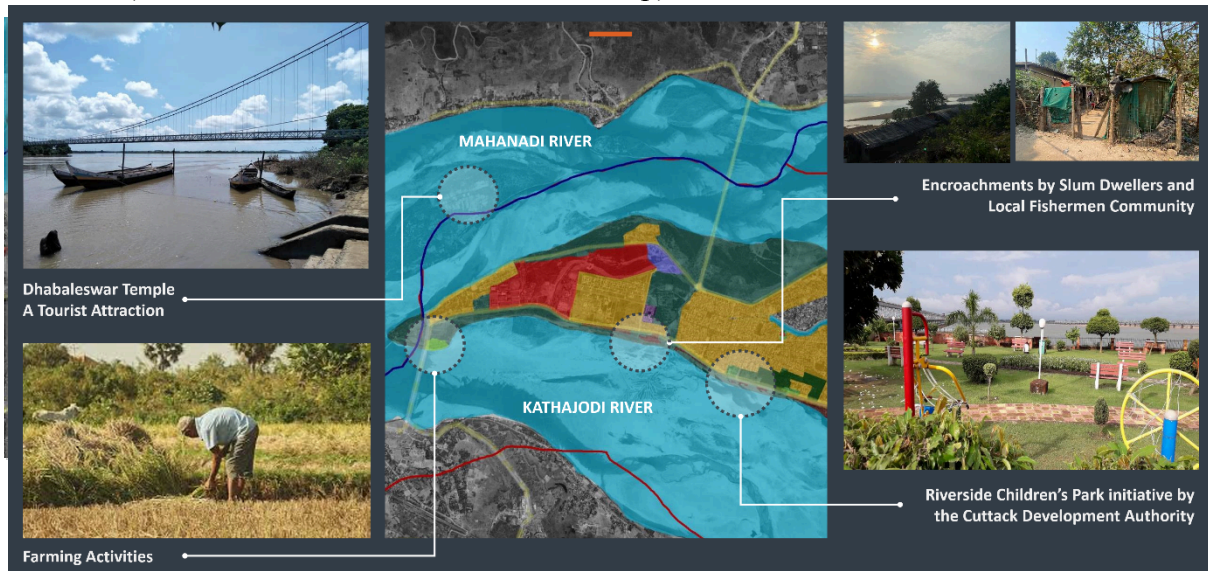 MAHANADI RIVER
Encroachments by Slum Dwellers and
Local Fishermen Community
Dhabaleswar Temple
A Tourist Attraction
KATHAJODI RIVER
Riverside Children's Park initiative by
the Cuttack Development Authority
Farming Activities